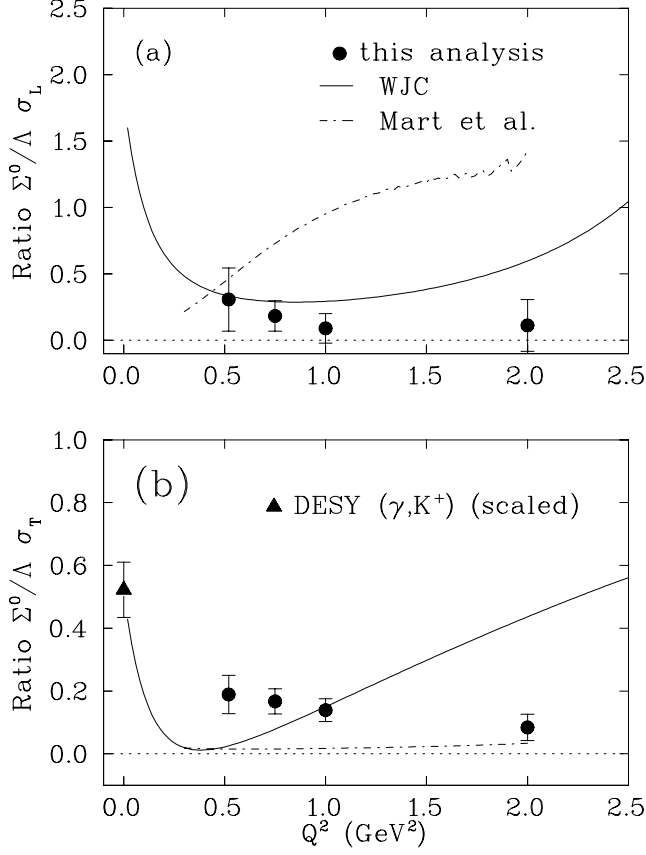 2.5
2.0
1.5
1.0
0.5
0.0
Ratio Σ⁰/Λ σ_L
(a)
this analysis
WJC
Mart et al.
0.0 0.5 1.0 1.5 2.0 2.5
1.0
0.8
0.6
0.4
0.2
0.0
Ratio Σ⁰/Λ σ_T
(b)
DESY (γ,K⁺) (scaled)
0.0 0.5 1.0 1.5 2.0 2.5
Q² (GeV²)